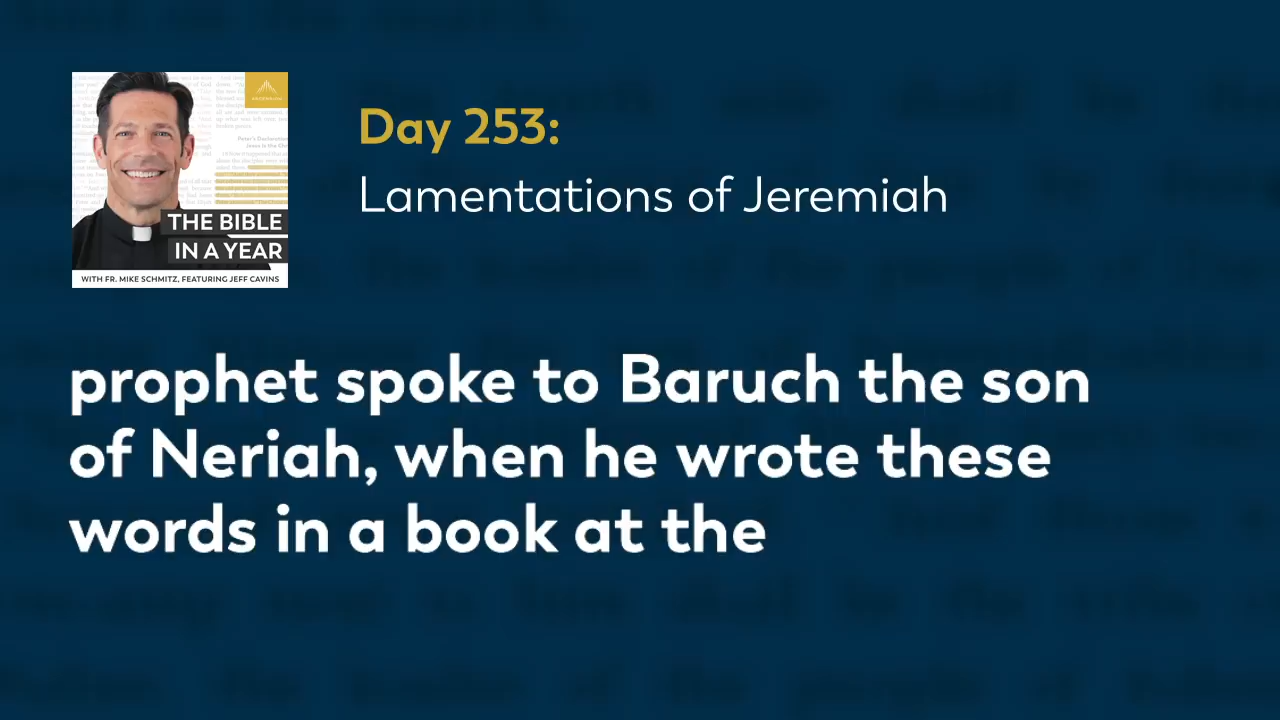 THE BIBLE
IN A YEAR
WITH FR. MIKE SCHMITZ, FEATURING JEFF CAVINS
Day 253:
Lamentations of Jeremiah
prophet spoke to Baruch the son
of Neriah, when he wrote these
words in a book at the